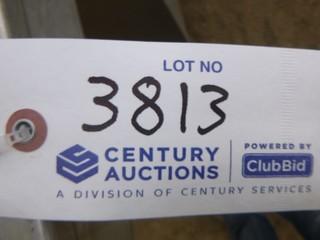 LOT NO
3813
CENTURY AUCTIONS | POWERED BY ClubBid
A DIVISION OF CENTURY SERVICES